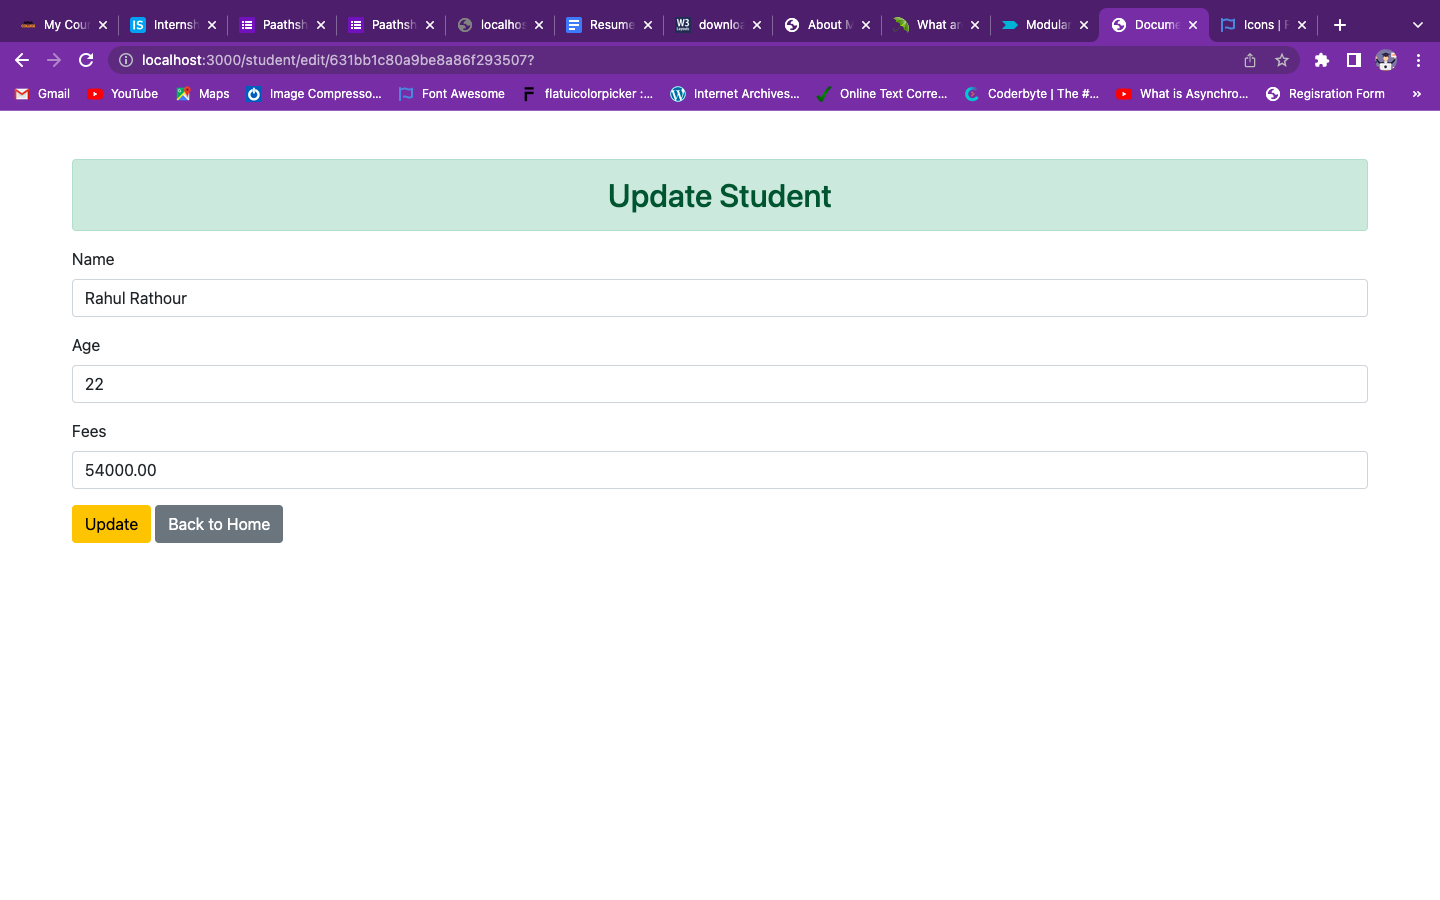 My Cour Internsh Paathsh Paathsh localhos Resume W3 downloa About M What ar Modular Docume Icons | F
localhost:3000/student/edit/631bb1c80a9be8a86f293507?
Gmail YouTube Maps Image Compresso... Font Awesome flatuicolorpicker :... Internet Archives... Online Text Corre... Coderbyte | The #... What is Asynchro... Regisration Form »
Update Student
Name
Rahul Rathour
Age
22
Fees
54000.00
Update Back to Home